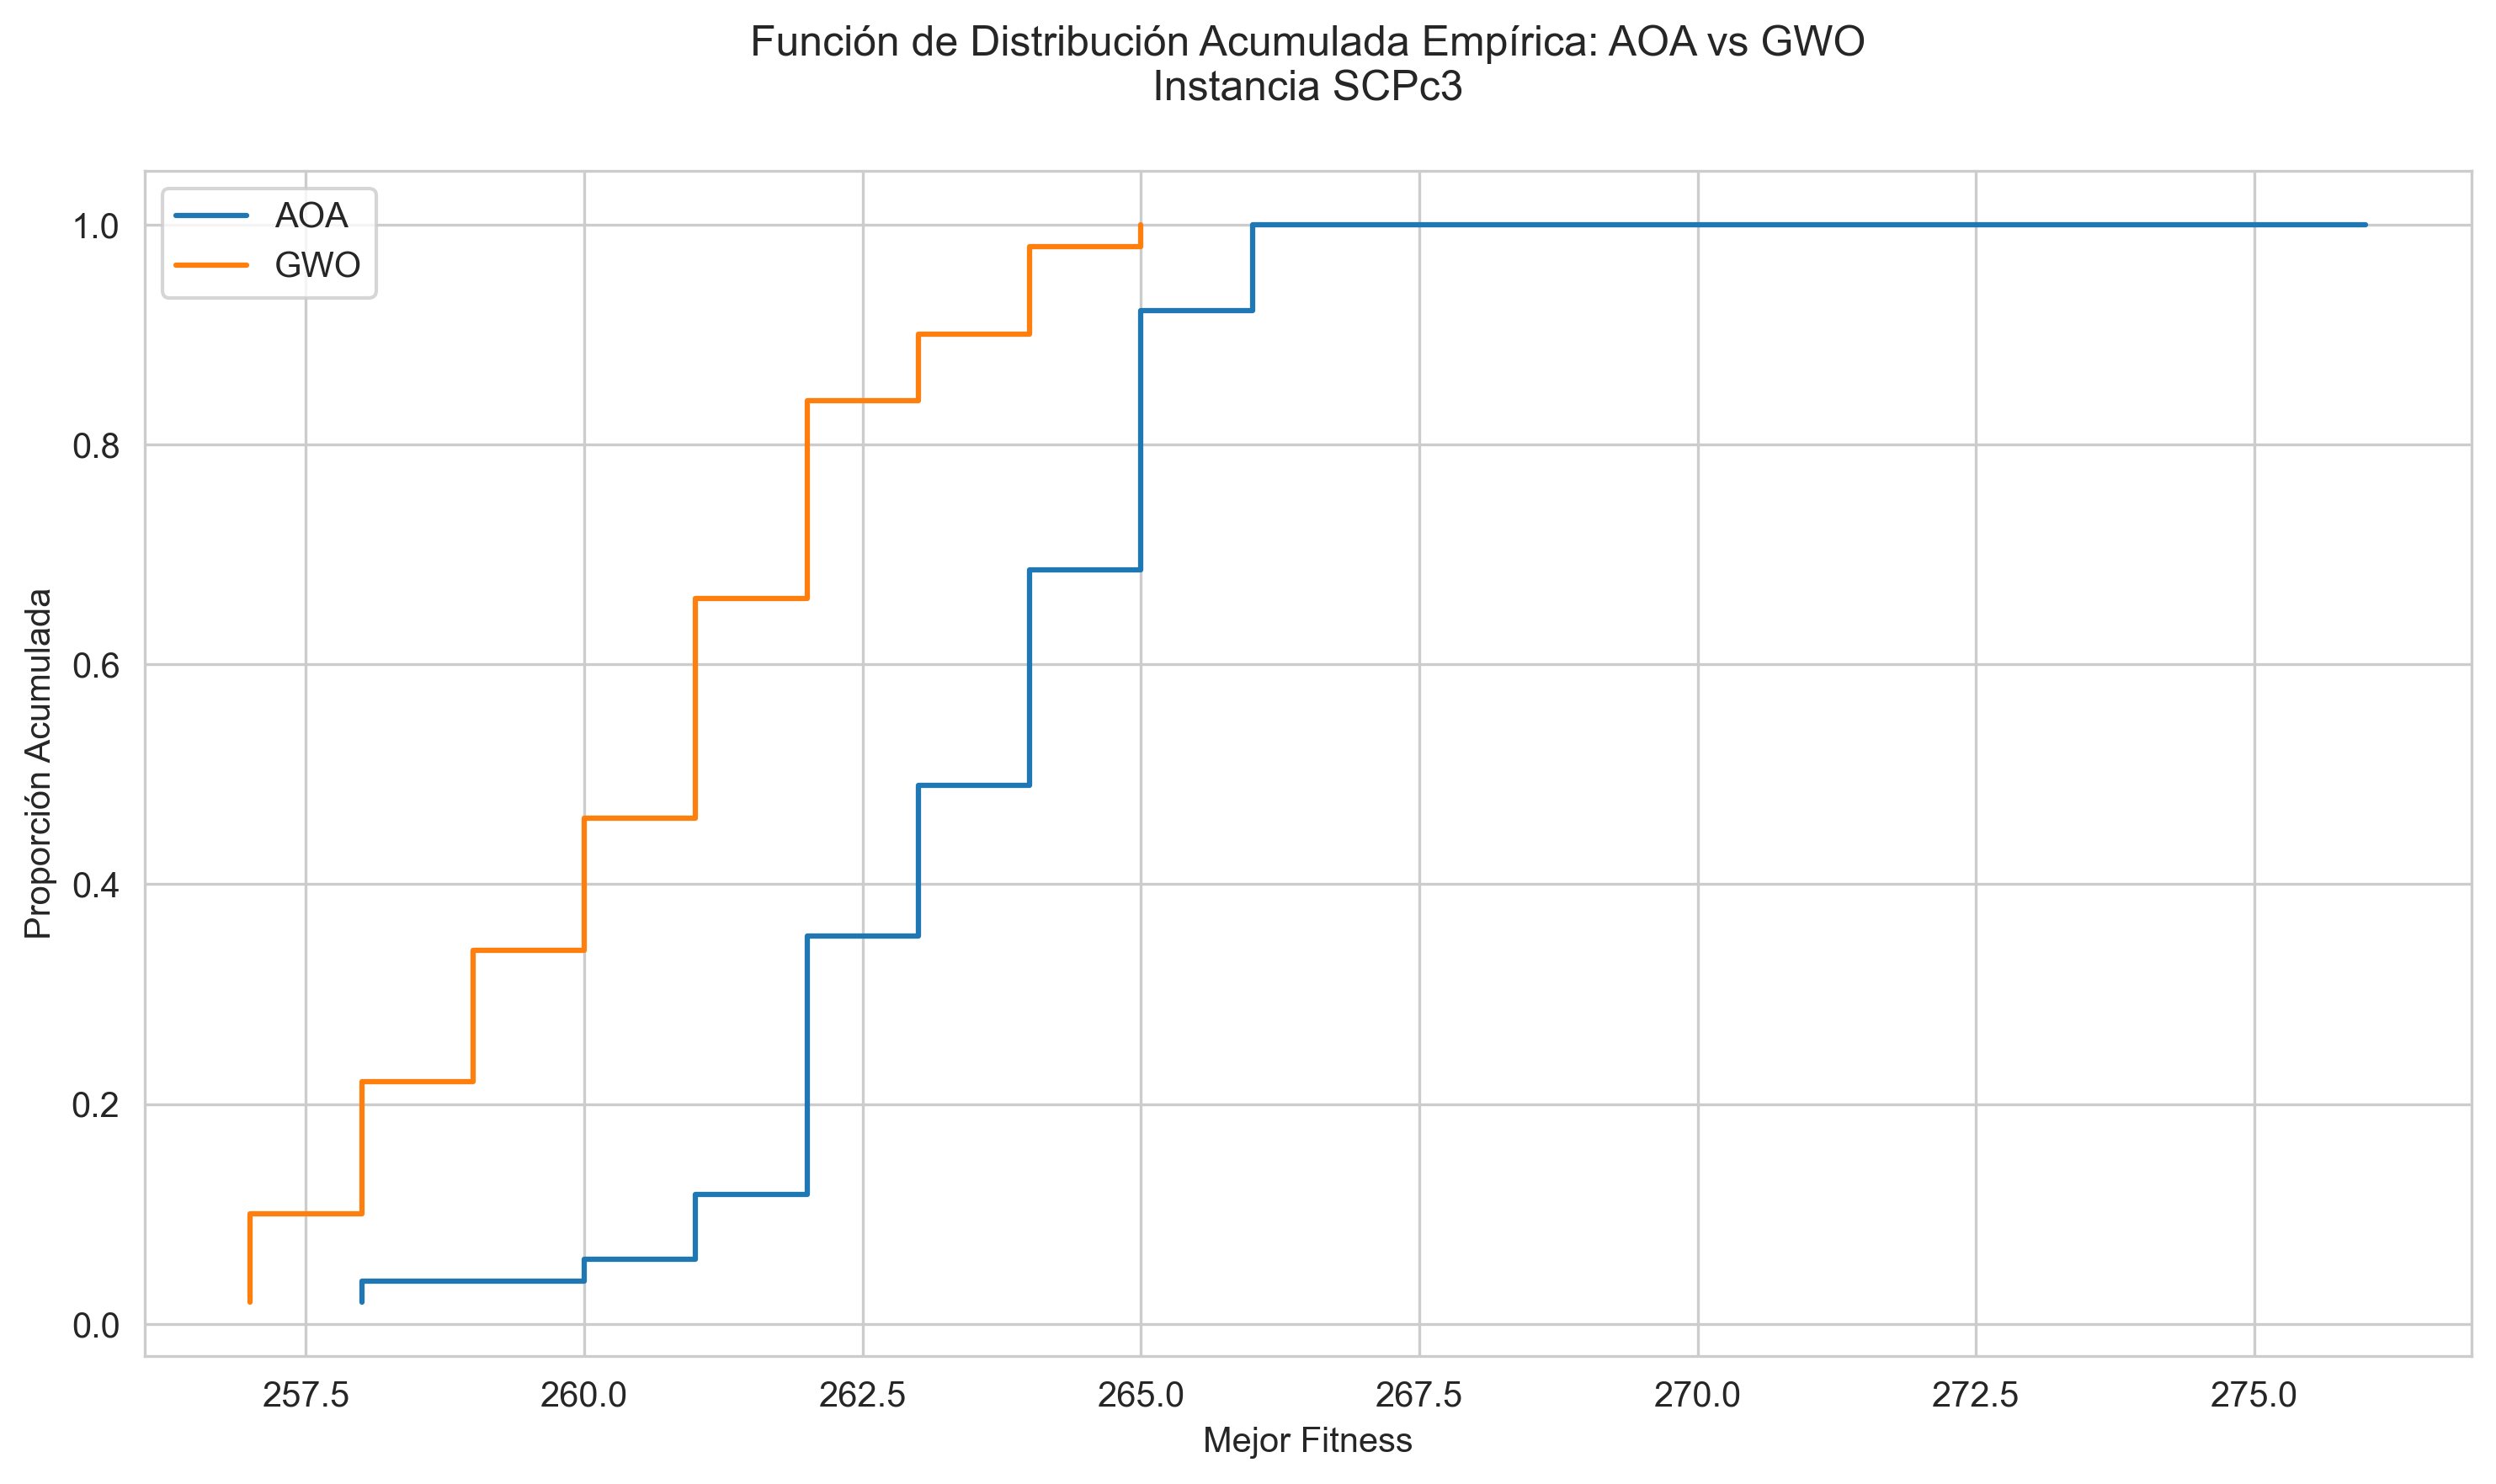 Función de Distribución Acumulada Empírica: AOA vs GWO
Instancia SCPc3
AOA
GWO
1.0
0.8
0.6
0.4
0.2
0.0
Proporción Acumulada
257.5 260.0 262.5 265.0 267.5 270.0 272.5 275.0
Mejor Fitness